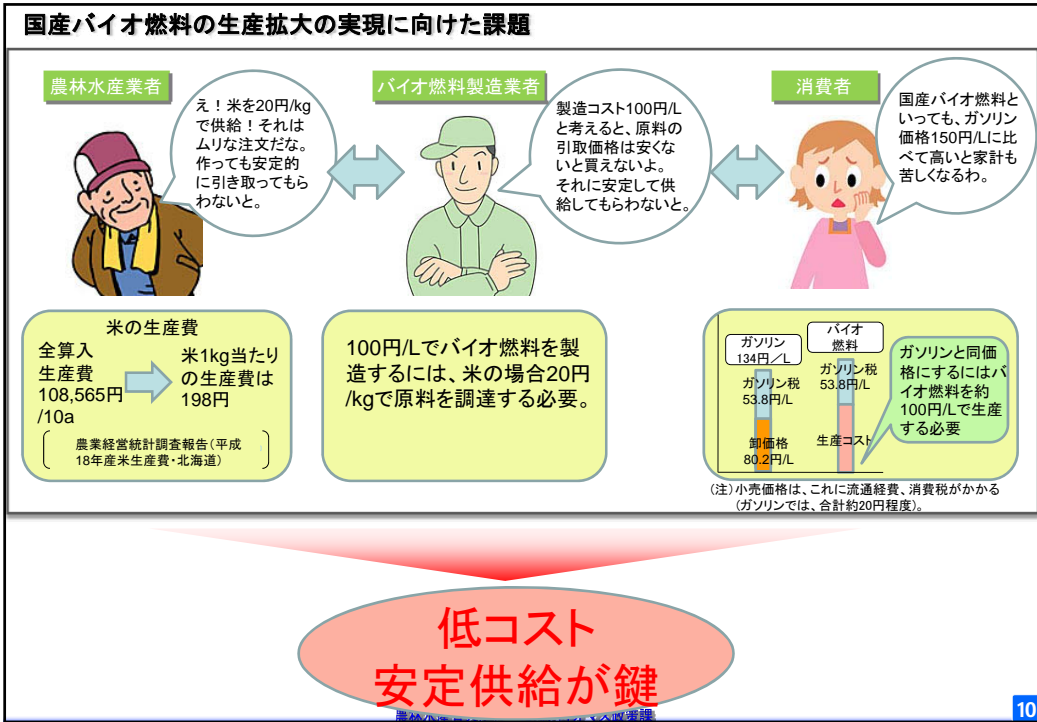 国産バイオ燃料の生産拡大の実現に向けた課題
農林水産業者
え！米を20円/kg
で供給！それは
ムリな注文だな。
作っても安定的
に引き取ってもら
わないと。
バイオ燃料製造業者
製造コスト100円/L
と考えると、原料の
引取価格は安くな
いと買えないよ。
それに安定して供
給してもらわないと。
消費者
国産バイオ燃料と
いっても、ガソリン
価格150円/Lに比
べて高いと家計も
苦しくなるわ。
米の生産費
全算入
生産費
108,565円
/10a
米1kg当たり
の生産費は
198円
農業経営統計調査報告（平成
18年産米生産費・北海道）
100円/Lでバイオ燃料を製
造するには、米の場合20円
/kgで原料を調達する必要。
ガソリン
134円／L
ガソリン税
53.8円/L
卸価格
80.2円/L
バイオ
燃料
ガソリン税
53.8円/L
生産コスト
ガソリンと同価
格にするにはバ
イオ燃料を約
100円/Lで生産
する必要
（注）小売価格は、これに流通経費、消費税がかかる
（ガソリンでは、合計約20円程度）。
低コスト
安定供給が鍵
10